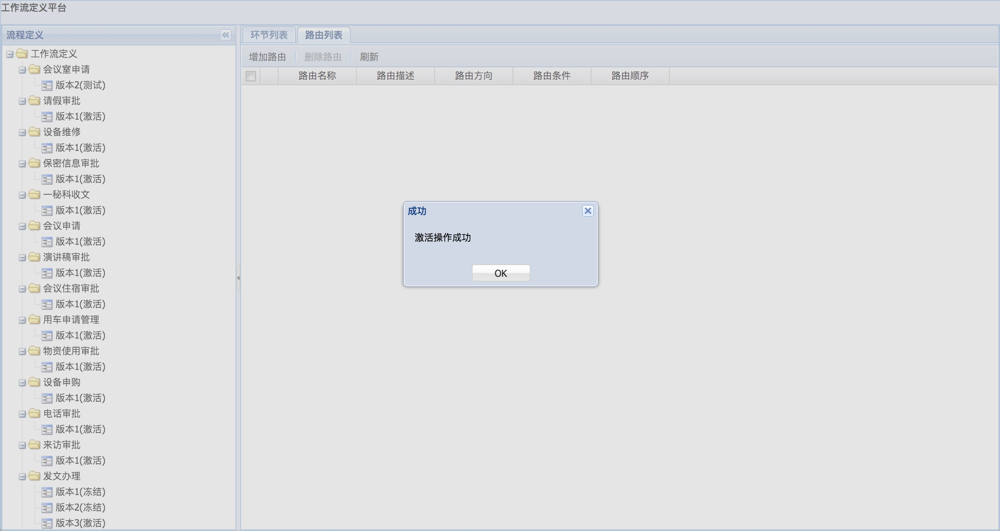 工作流定义平台
流程定义
工作流定义
会议室申请
版本2(测试)
请假审批
版本1(激活)
设备维修
版本1(激活)
保密信息审批
版本1(激活)
一秘科收文
版本1(激活)
会议申请
版本1(激活)
演讲稿审批
版本1(激活)
会议住宿审批
版本1(激活)
用车申请管理
版本1(激活)
物资使用审批
版本1(激活)
设备申购
版本1(激活)
电话审批
版本1(激活)
来访审批
版本1(激活)
发文办理
版本1(冻结)
版本2(冻结)
版本3(激活)
环节列表 路由列表
增加路由 删除路由 刷新
路由名称 路由描述 路由方向 路由条件 路由顺序
成功
激活操作成功
OK